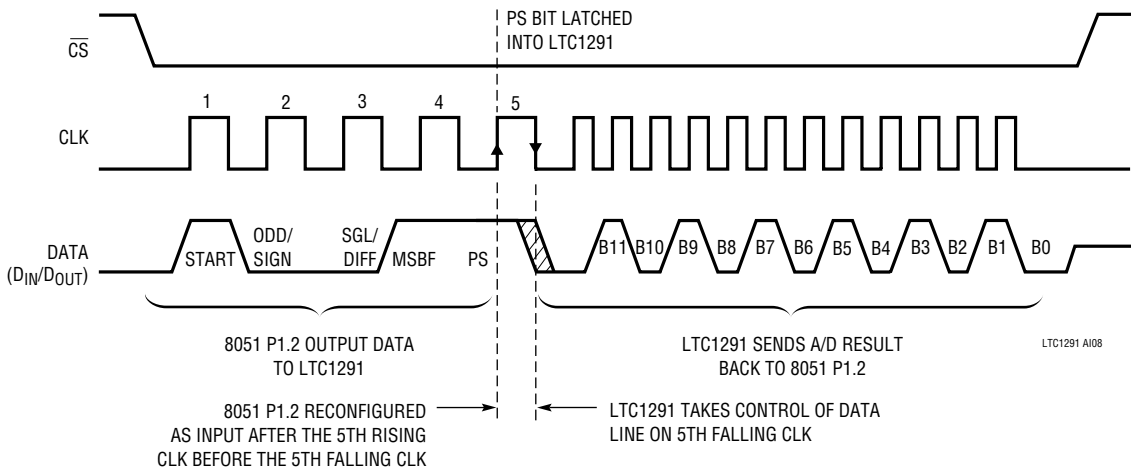 PS BIT LATCHED
INTO LTC1291
CS
CLK
1 2 3 4 5
DATA
(DIN/DOUT)
START
ODD/
SIGN
SGL/
DIFF
MSBF
PS
B11 B10 B9 B8 B7 B6 B5 B4 B3 B2 B1 B0
8051 P1.2 OUTPUT DATA
TO LTC1291
LTC1291 SENDS A/D RESULT
BACK TO 8051 P1.2
LTC1291 AI08
8051 P1.2 RECONFIGURED
AS INPUT AFTER THE 5TH RISING
CLK BEFORE THE 5TH FALLING CLK
LTC1291 TAKES CONTROL OF DATA
LINE ON 5TH FALLING CLK